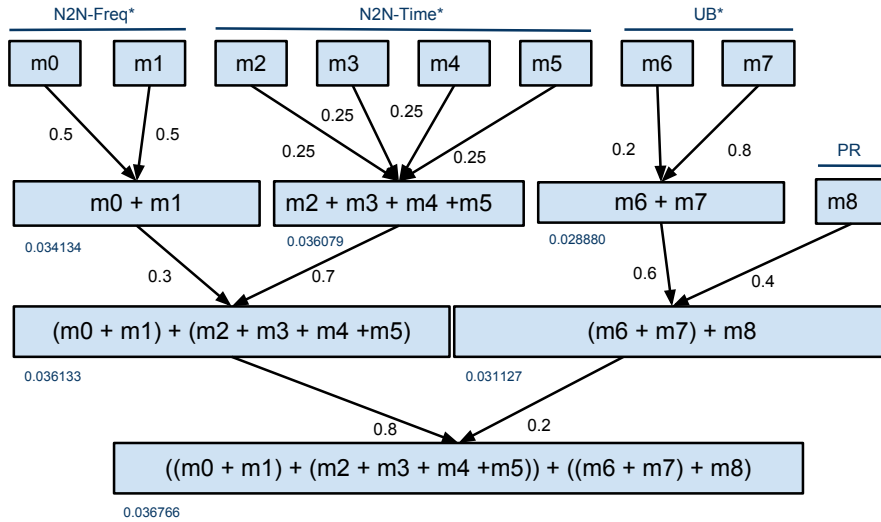 N2N-Freq*
N2N-Time*
UB*
m0
m1
m2
m3
m4
m5
m6
m7
0.5
0.5
0.25
0.25
0.25
0.25
0.2
0.8
PR
m0 + m1
m2 + m3 + m4 +m5
m6 + m7
m8
0.034134
0.036079
0.028880
0.3
0.7
0.6
0.4
(m0 + m1) + (m2 + m3 + m4 +m5)
(m6 + m7) + m8
0.036133
0.031127
0.8
0.2
((m0 + m1) + (m2 + m3 + m4 +m5)) + ((m6 + m7) + m8)
0.036766